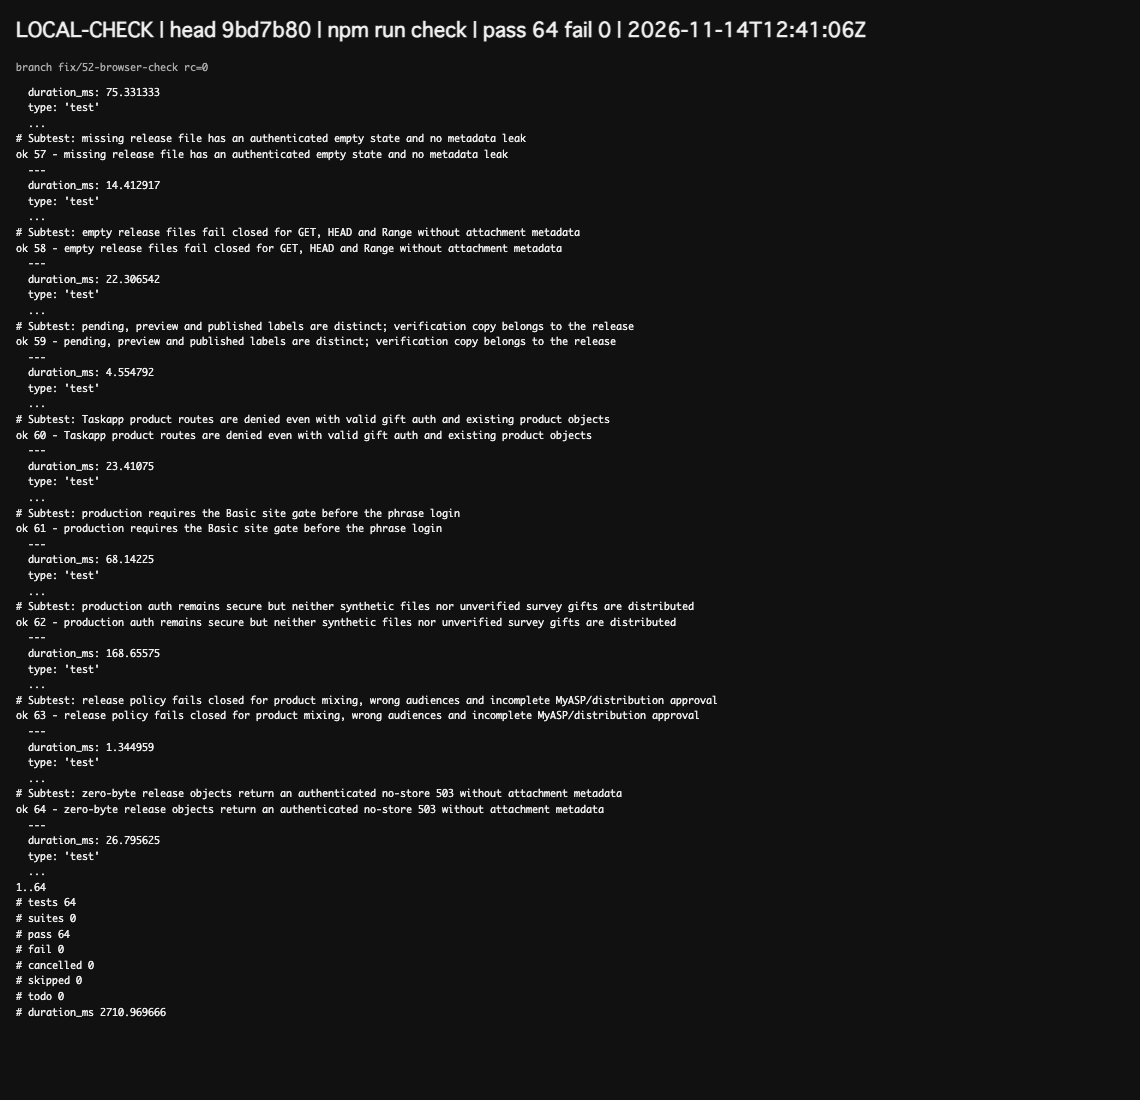 LOCAL-CHECK | head 9bd7b80 | npm run check | pass 64 fail 0 | 2026-11-14T12:41:06Z
branch fix/52-browser-check rc=0
  duration_ms: 75.331333
  type: 'test'
  ...
# Subtest: missing release file has an authenticated empty state and no metadata leak
ok 57 - missing release file has an authenticated empty state and no metadata leak
  ---
  duration_ms: 14.412917
  type: 'test'
  ...
# Subtest: empty release files fail closed for GET, HEAD and Range without attachment metadata
ok 58 - empty release files fail closed for GET, HEAD and Range without attachment metadata
  ---
  duration_ms: 22.306542
  type: 'test'
  ...
# Subtest: pending, preview and published labels are distinct; verification copy belongs to the release
ok 59 - pending, preview and published labels are distinct; verification copy belongs to the release
  ---
  duration_ms: 4.554792
  type: 'test'
  ...
# Subtest: Taskapp product routes are denied even with valid gift auth and existing product objects
ok 60 - Taskapp product routes are denied even with valid gift auth and existing product objects
  ---
  duration_ms: 23.41075
  type: 'test'
  ...
# Subtest: production requires the Basic site gate before the phrase login
ok 61 - production requires the Basic site gate before the phrase login
  ---
  duration_ms: 68.14225
  type: 'test'
  ...
# Subtest: production auth remains secure but neither synthetic files nor unverified survey gifts are distributed
ok 62 - production auth remains secure but neither synthetic files nor unverified survey gifts are distributed
  ---
  duration_ms: 168.65575
  type: 'test'
  ...
# Subtest: release policy fails closed for product mixing, wrong audiences and incomplete MyASP/distribution approval
ok 63 - release policy fails closed for product mixing, wrong audiences and incomplete MyASP/distribution approval
  ---
  duration_ms: 1.344959
  type: 'test'
  ...
# Subtest: zero-byte release objects return an authenticated no-store 503 without attachment metadata
ok 64 - zero-byte release objects return an authenticated no-store 503 without attachment metadata
  ---
  duration_ms: 26.795625
  type: 'test'
  ...
1..64
# tests 64
# suites 0
# pass 64
# fail 0
# cancelled 0
# skipped 0
# todo 0
# duration_ms 2710.969666